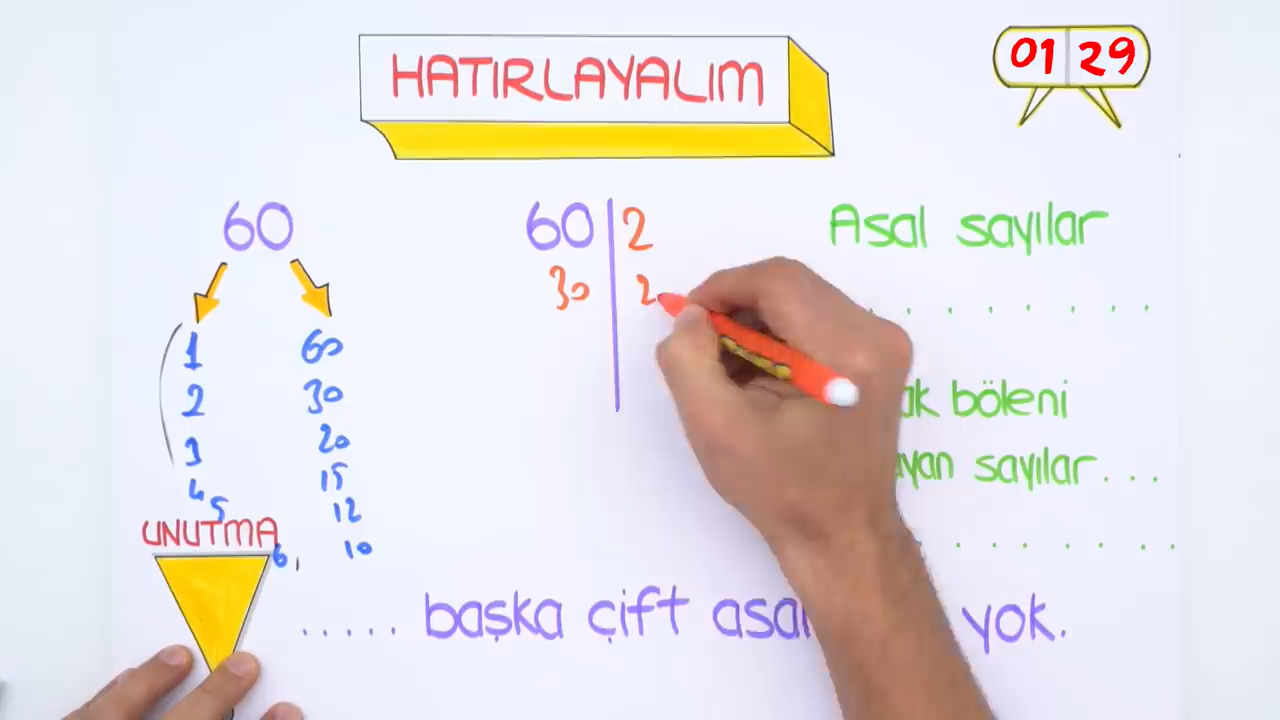 HATIRLAYALIM
01 29
60
1 60
2 30
3 20
4 15
5 12
6, 10
60 2
30 2
Asal sayılar
. . . . . . .
böleni
sayılar...
UNUTMA
..... başka çift yok.